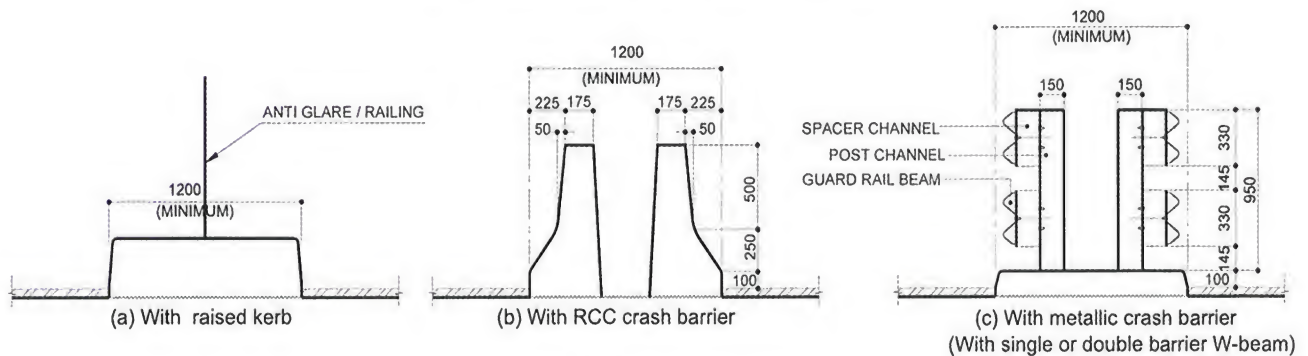 1200
(MINIMUM)
ANTI GLARE / RAILING
(a) With raised kerb
1200
(MINIMUM)
225
175
175
225
50
50
500
250
100
(b) With RCC crash barrier
1200
(MINIMUM)
150
150
SPACER CHANNEL
POST CHANNEL
GUARD RAIL BEAM
330
145
330
145
950
100
(c) With metallic crash barrier
(With single or double barrier W-beam)